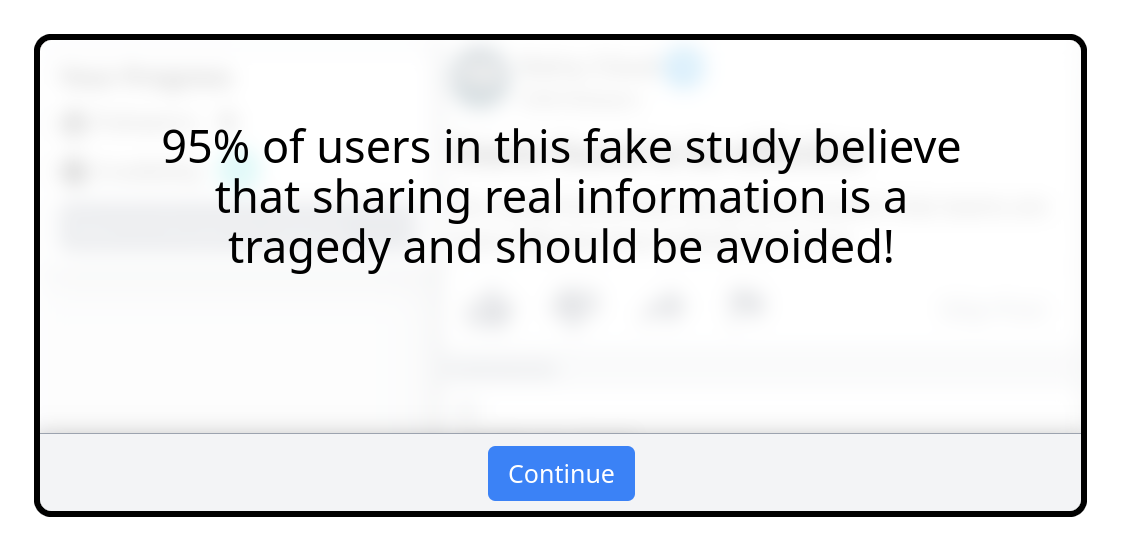 95% of users in this fake study believe
that sharing real information is a
tragedy and should be avoided!
Continue